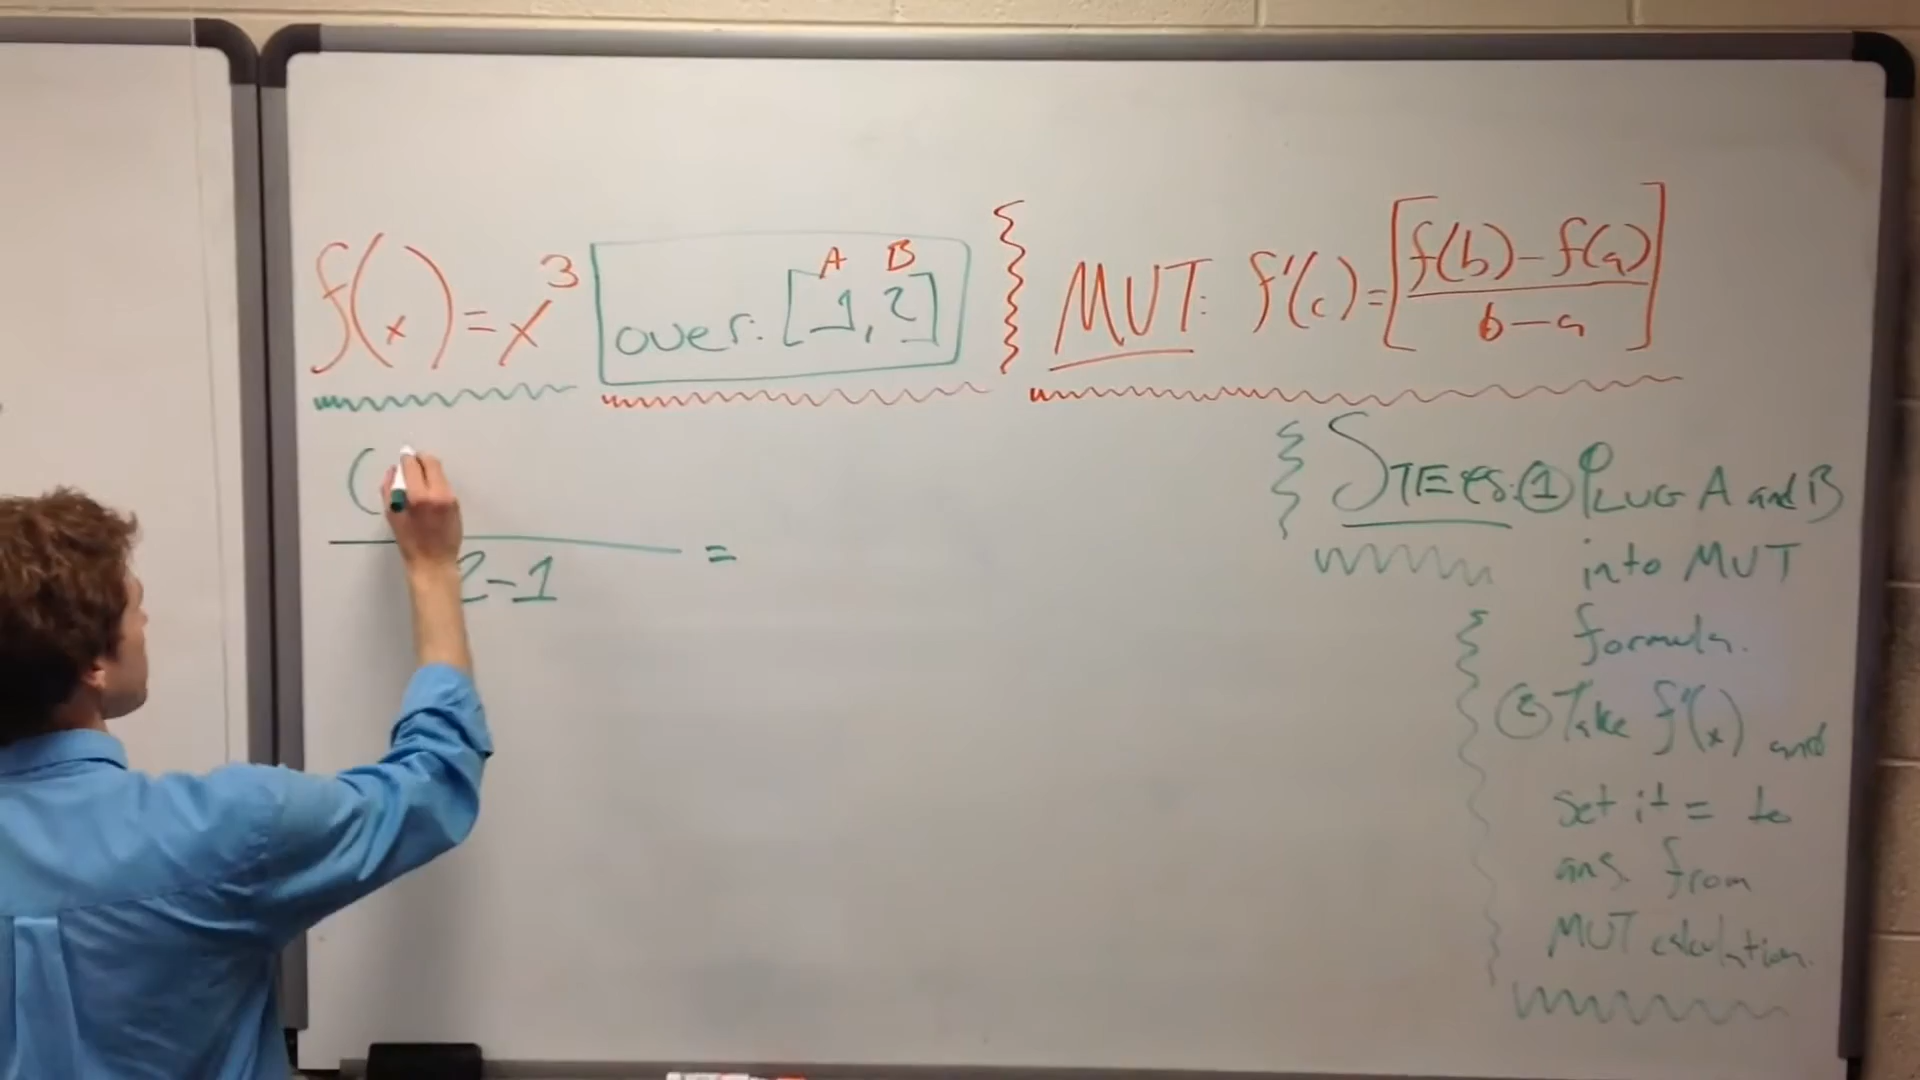 f(x)=x³ over: [1,2] MVT: f'(c)=[f(b)-f(a)/b-a]
A B
( 
2-1 =
STEPS: ① PLUG A and B
into MVT
formula.
② Take f'(x) and
set it = to
ans. from
MVT calculation.